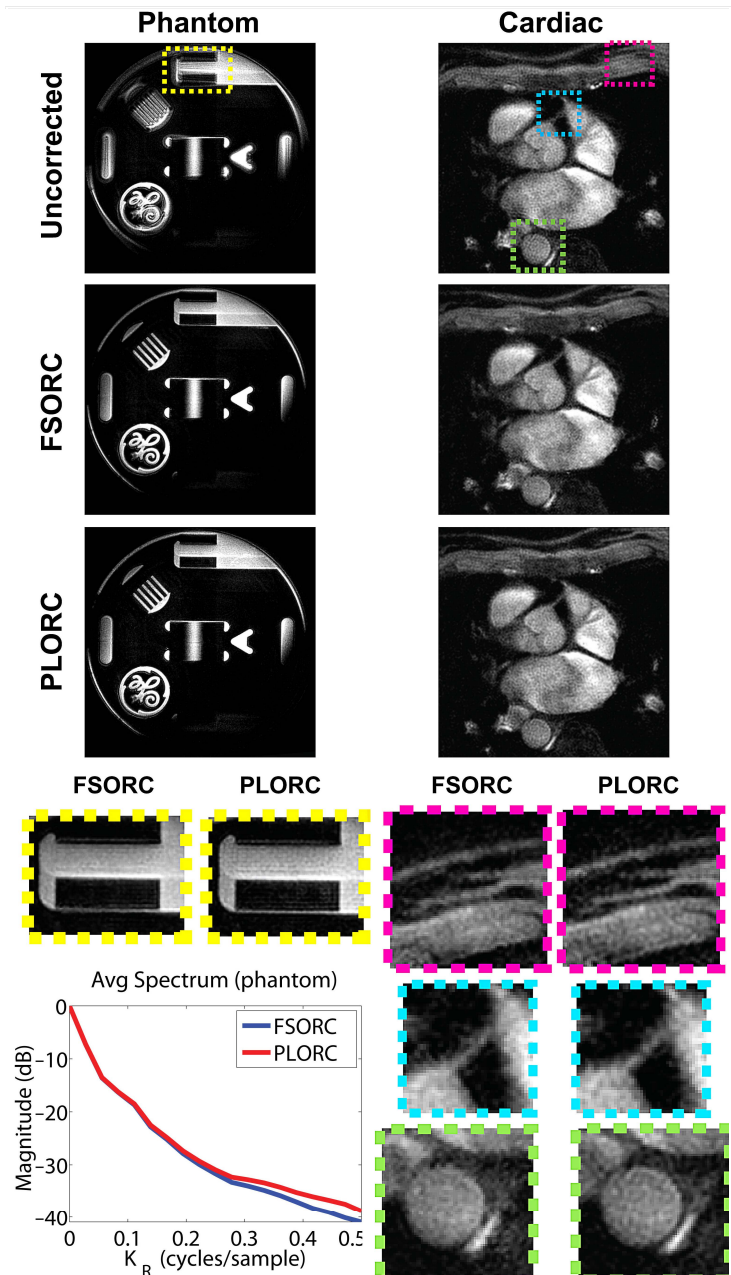 Phantom
Cardiac
Uncorrected
FSORC
PLORC
FSORC
PLORC
FSORC
PLORC
Avg Spectrum (phantom)
FSORC
PLORC
Magnitude (dB)
0
−10
−20
−30
−40
0
0.1
0.2
0.3
0.4
0.5
K R (cycles/sample)